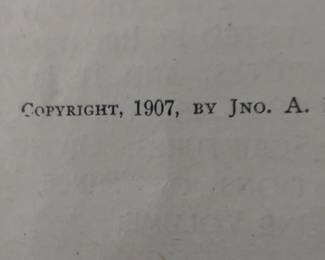 Copyright, 1907, by Jno. A.